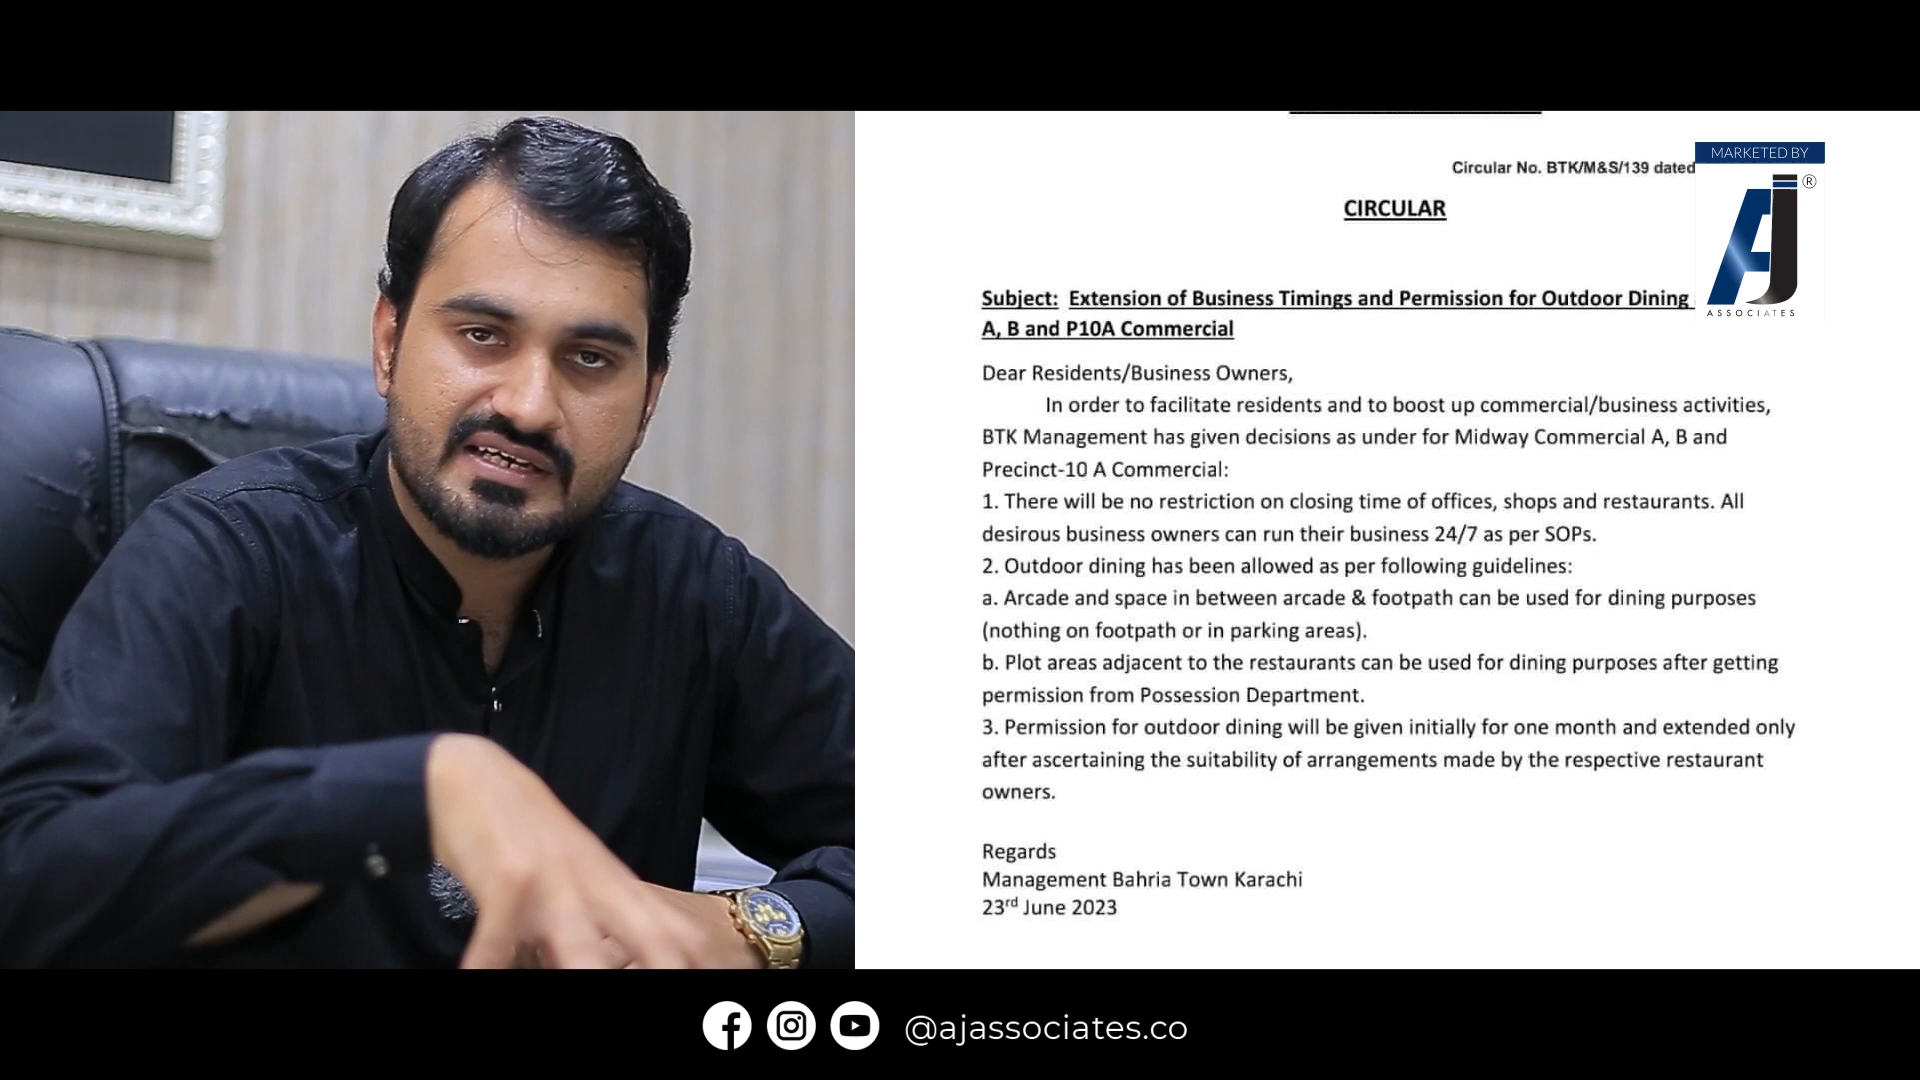 Circular No. BTK/M&S/139 dated
MARKETED BY
AJ ®
ASSOCIATES
CIRCULAR
Subject: Extension of Business Timings and Permission for Outdoor Dining
A, B and P10A Commercial
Dear Residents/Business Owners,
In order to facilitate residents and to boost up commercial/business activities,
BTK Management has given decisions as under for Midway Commercial A, B and
Precinct-10 A Commercial:
1. There will be no restriction on closing time of offices, shops and restaurants. All
desirous business owners can run their business 24/7 as per SOPs.
2. Outdoor dining has been allowed as per following guidelines:
a. Arcade and space in between arcade & footpath can be used for dining purposes
(nothing on footpath or in parking areas).
b. Plot areas adjacent to the restaurants can be used for dining purposes after getting
permission from Possession Department.
3. Permission for outdoor dining will be given initially for one month and extended only
after ascertaining the suitability of arrangements made by the respective restaurant
owners.
Regards
Management Bahria Town Karachi
23rd June 2023
@ajassociates.co